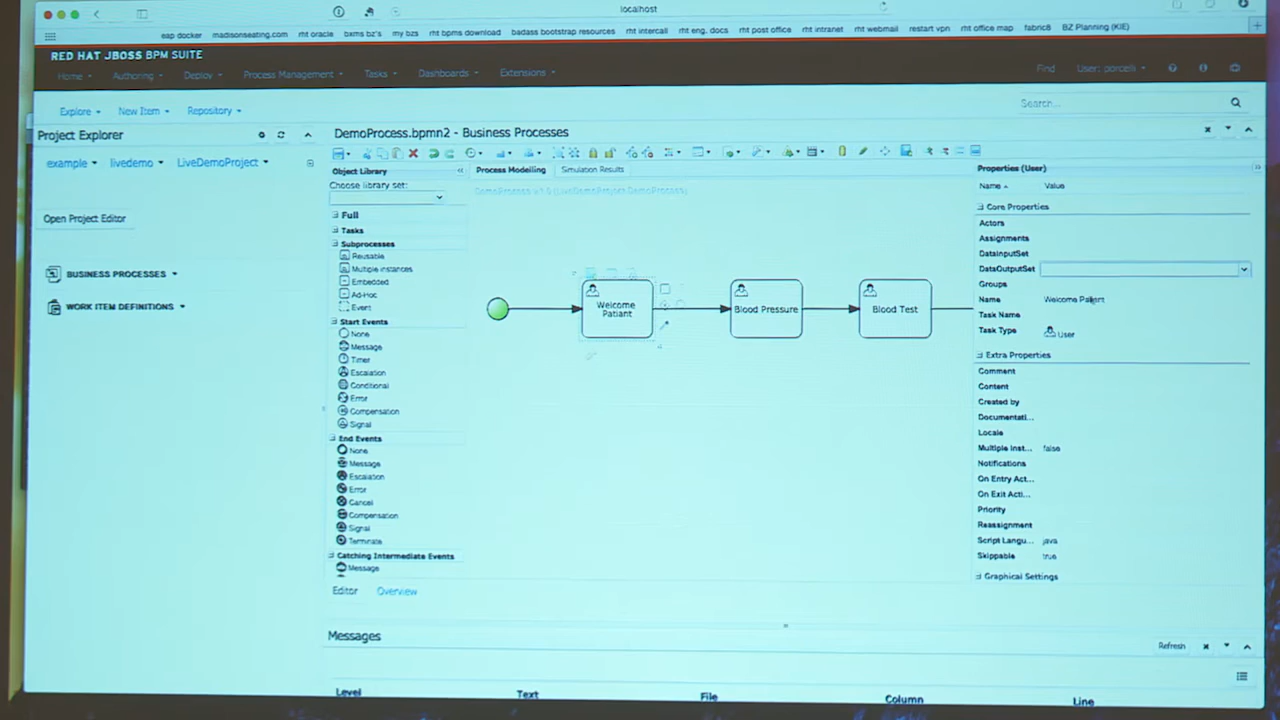 localhost
eap docker madisonseating.com rht oracle bxms bz's my bzs rht bpms download badass bootstrap resources rht intercall rht eng. docs rht post office rht intranet rht webmail restart vpn rht office map fabric8 BZ Planning (KIE)
RED HAT JBOSS BPM SUITE
Home Authoring Deploy Process Management Tasks Dashboards Extensions Find User: porcelli
Explore New Item Repository Search...
Project Explorer
example livedemo LiveDemoProject
Open Project Editor
BUSINESS PROCESSES
WORK ITEM DEFINITIONS
DemoProcess.bpmn2 - Business Processes
Object Library
Choose library set:
Full
Tasks
Subprocesses
Reusable
Multiple instances
Embedded
Ad-Hoc
Event
Start Events
None
Message
Timer
Escalation
Conditional
Error
Compensation
Signal
End Events
None
Message
Escalation
Error
Cancel
Compensation
Signal
Terminate
Catching Intermediate Events
Message
Process Modelling Simulation Results
DemoProcess v.1.0 (LiveDemoProject.DemoProcess)
Welcome
Patiant
Blood Pressure
Blood Test
Editor Overview
Properties (User)
Name Value
Core Properties
Actors
Assignments
DataInputSet
DataOutputSet
Groups
Name Welcome Patiant
Task Name
Task Type User
Extra Properties
Comment
Content
Created by
Documentati...
Locale
Multiple Inst... false
Notifications
On Entry Act...
On Exit Acti...
Priority
Reassignment
Script Langu... java
Skippable true
Graphical Settings
Messages
Refresh
Level Text File Column Line